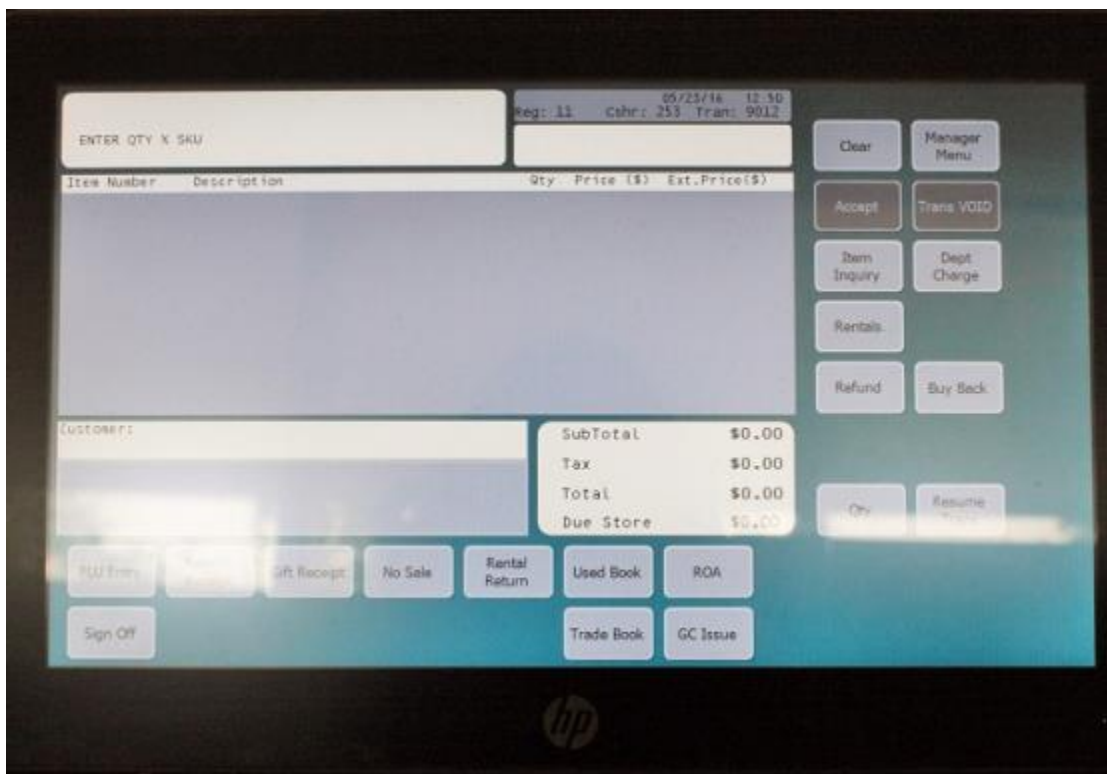 05/23/16 12:50
Reg: 11 Cshr: 253 Tran: 9012
ENTER QTY X SKU
Clear
Manager
Menu
Item Number Description Qty Price ($) Ext.Price($)
Accept
Trans VOID
Item
Inquiry
Dept
Charge
Rentals
Refund
Buy Back
Customer:
SubTotal $0.00
Tax $0.00
Total $0.00
Due Store $0.00
Qty
Resume
PLU Entry
Gift Receipt
No Sale
Rental
Return
Used Book
ROA
Sign Off
Trade Book
GC Issue
hp